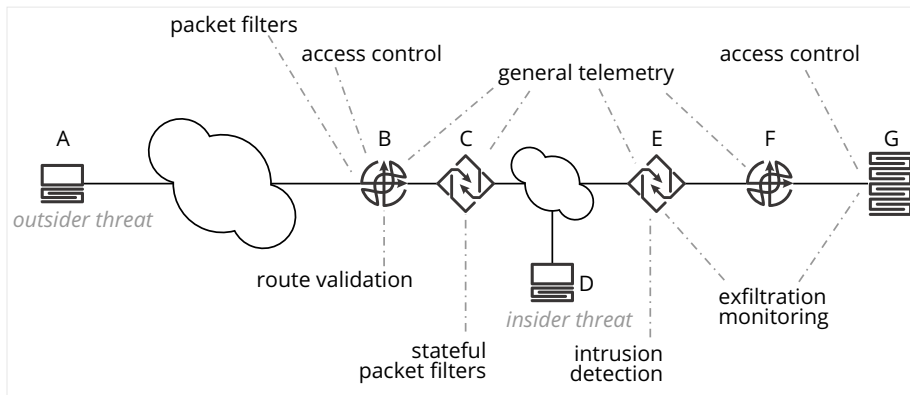 packet filters
access control
general telemetry
access control
A
B
C
E
F
G
outsider threat
route validation
D
insider threat
exfiltration
monitoring
stateful
packet filters
intrusion
detection